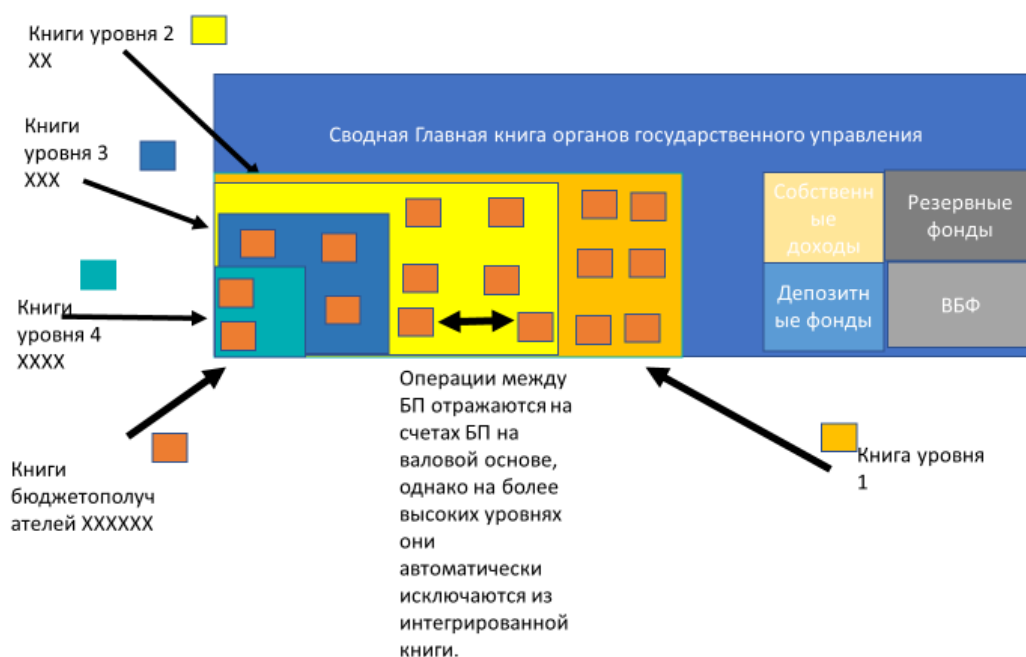 Книги уровня 2
XX
Книги
уровня 3
XXX
Сводная Главная книга органов государственного управления
Собственн
ые
доходы
Резервные
фонды
Депозитн
ые фонды
ВБФ
Книги
уровня 4
XXXX
Операции между
БП отражаются на
счетах БП на
валовой основе,
однако на более
высоких уровнях
они
автоматически
исключаются из
интегрированной
книги.
Книга уровня
1
Книги
бюджетополуч
ателей XXXXXX